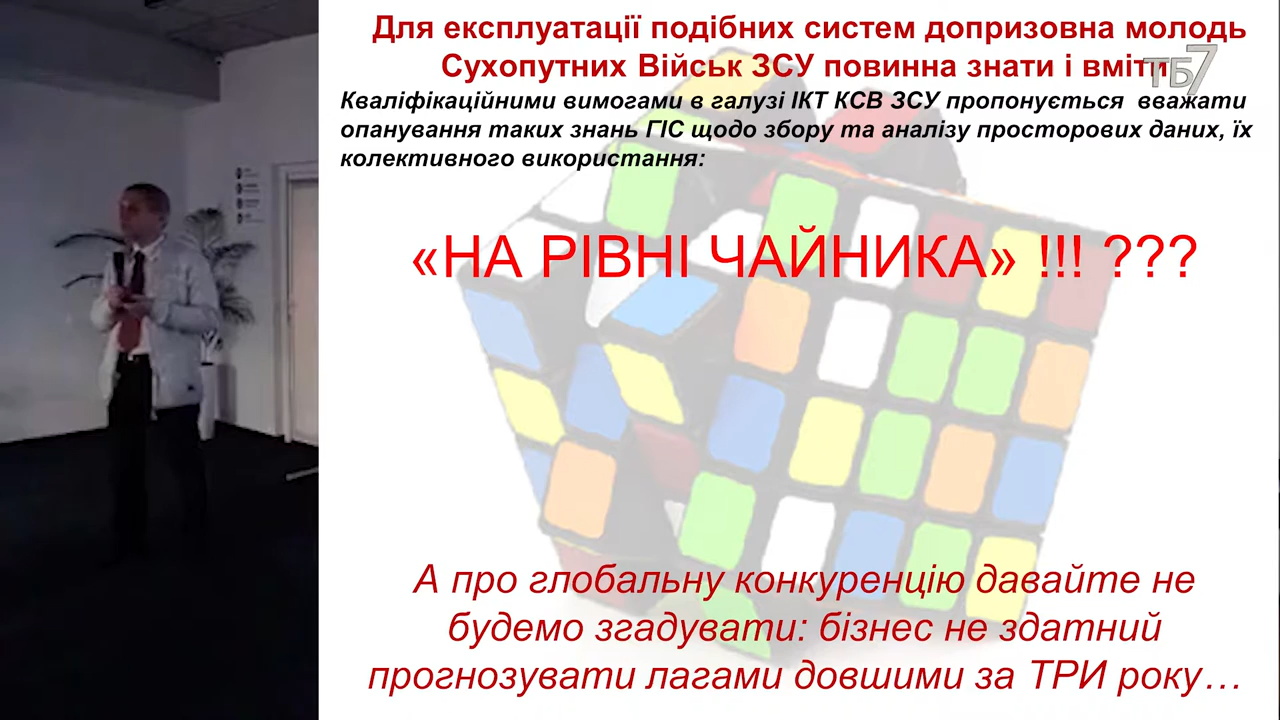 Для експлуатації подібних систем допризовна молодь
Сухопутних Військ ЗСУ повинна знати і вміти
ТБ7
Кваліфікаційними вимогами в галузі ІКТ КСВ ЗСУ пропонується вважати
опанування таких знань ГІС щодо збору та аналізу просторових даних, їх
колективного використання:
«НА РІВНІ ЧАЙНИКА» !!! ???
А про глобальну конкуренцію давайте не
будемо згадувати: бізнес не здатний
прогнозувати лагами довшими за ТРИ року…